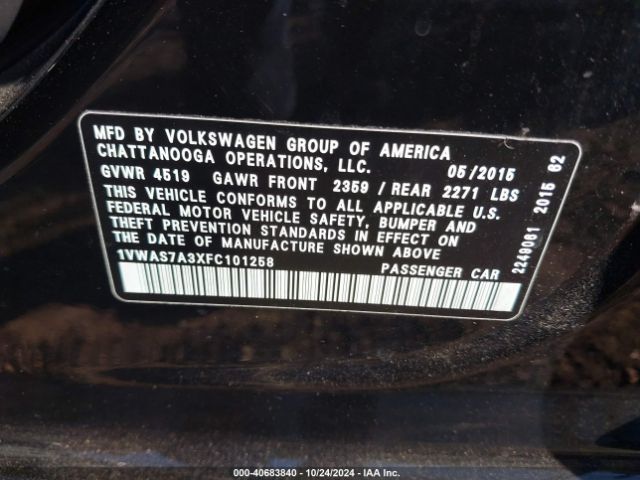 MFD BY VOLKSWAGEN GROUP OF AMERICA
CHATTANOOGA OPERATIONS, LLC. 05/2015
GVWR 4519 GAWR FRONT 2359 / REAR 2271 LBS
THIS VEHICLE CONFORMS TO ALL APPLICABLE U.S.
FEDERAL MOTOR VEHICLE SAFETY, BUMPER AND
THEFT PREVENTION STANDARDS IN EFFECT ON
THE DATE OF MANUFACTURE SHOWN ABOVE
1VWAS7A3XFC101258 PASSENGER CAR
2249081 2015 62
© 40683840 - 10/24/2024 - IAA Inc.